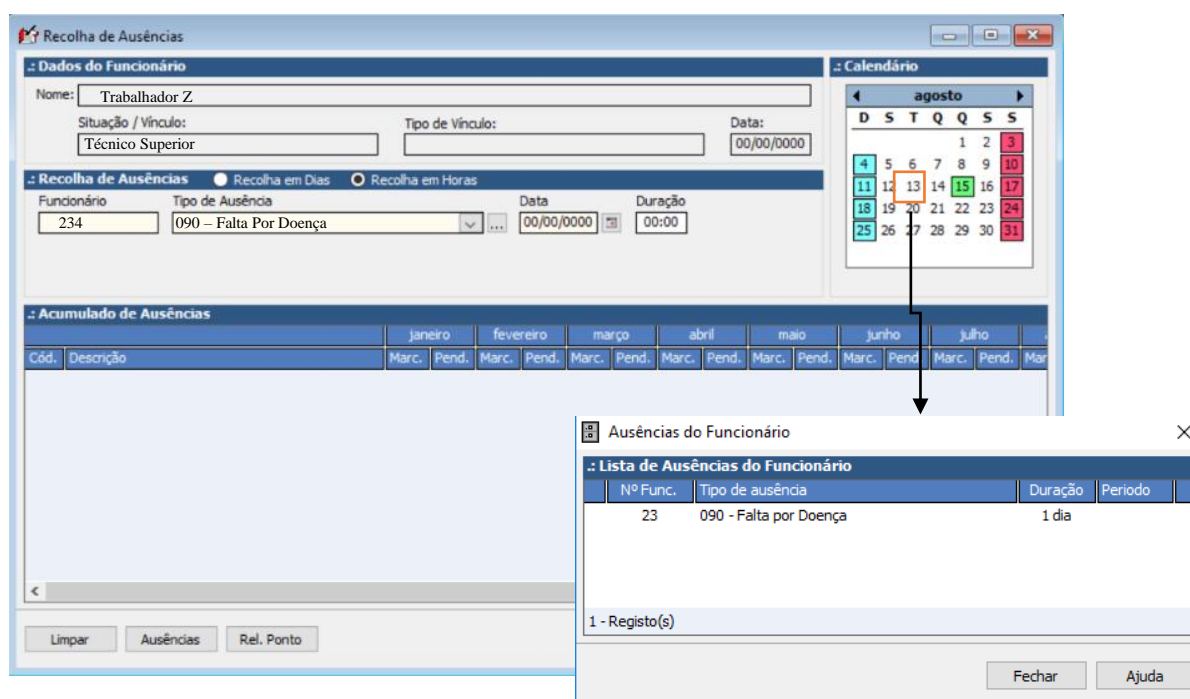 Recolha de Ausências
.: Dados do Funcionário
Nome: Trabalhador Z
Situação / Vínculo: Tipo de Vínculo: Data:
Técnico Superior 00/00/0000
.: Calendário
agosto
D S T Q Q S S
1 2 3
4 5 6 7 8 9 10
11 12 13 14 15 16 17
18 19 20 21 22 23 24
25 26 27 28 29 30 31
.: Recolha de Ausências Recolha em Dias Recolha em Horas
Funcionário Tipo de Ausência Data Duração
234 090 – Falta Por Doença ... 00/00/0000 00:00
.: Acumulado de Ausências
janeiro fevereiro março abril maio junho julho
Cód. Descrição Marc. Pend. Marc. Pend. Marc. Pend. Marc. Pend. Marc. Pend. Marc. Pend Marc. Pend. Mar
Limpar Ausências Rel. Ponto
Ausências do Funcionário
.: Lista de Ausências do Funcionário
Nº Func. Tipo de ausência Duração Periodo
23 090 - Falta por Doença 1 dia
1 - Registo(s)
Fechar Ajuda